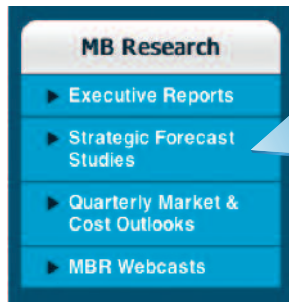 MB Research
Executive Reports
Strategic Forecast
Studies
Quarterly Market &
Cost Outlooks
MBR Webcasts